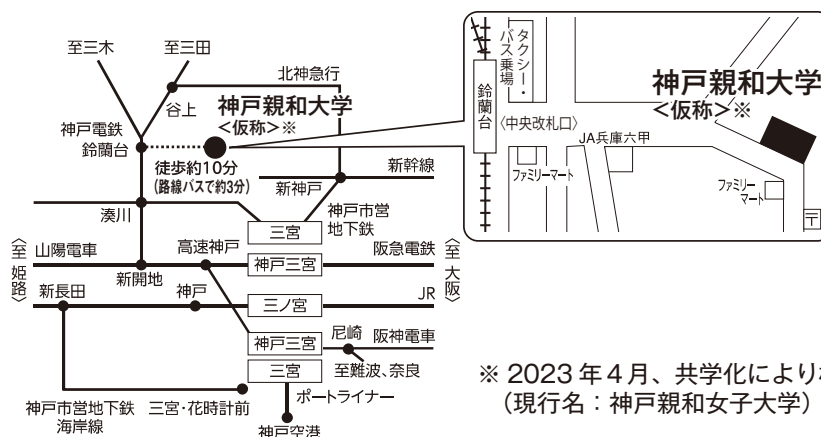 至三木
至三田
北神急行
谷上
神戸親和大学
<仮称>※
神戸電鉄
鈴蘭台
徒歩約10分
(路線バスで約3分)
新幹線
新神戸
湊川
神戸市営
地下鉄
三宮
〈至 姫路〉
山陽電車
高速神戸
阪急電鉄
〈至 大阪〉
新開地
神戸三宮
新長田
神戸
三ノ宮
JR
神戸三宮
尼崎
阪神電車
三宮
至難波、奈良
神戸市営地下鉄
海岸線
三宮・花時計前
ポートライナー
神戸空港
タクシー・
バス乗場
鈴蘭台
〈中央改札口〉
神戸親和大学
<仮称>※
JA兵庫六甲
ファミリーマート
ファミリー
マート
〒
※ 2023 年４月、共学化により
（現行名：神戸親和女子大学）